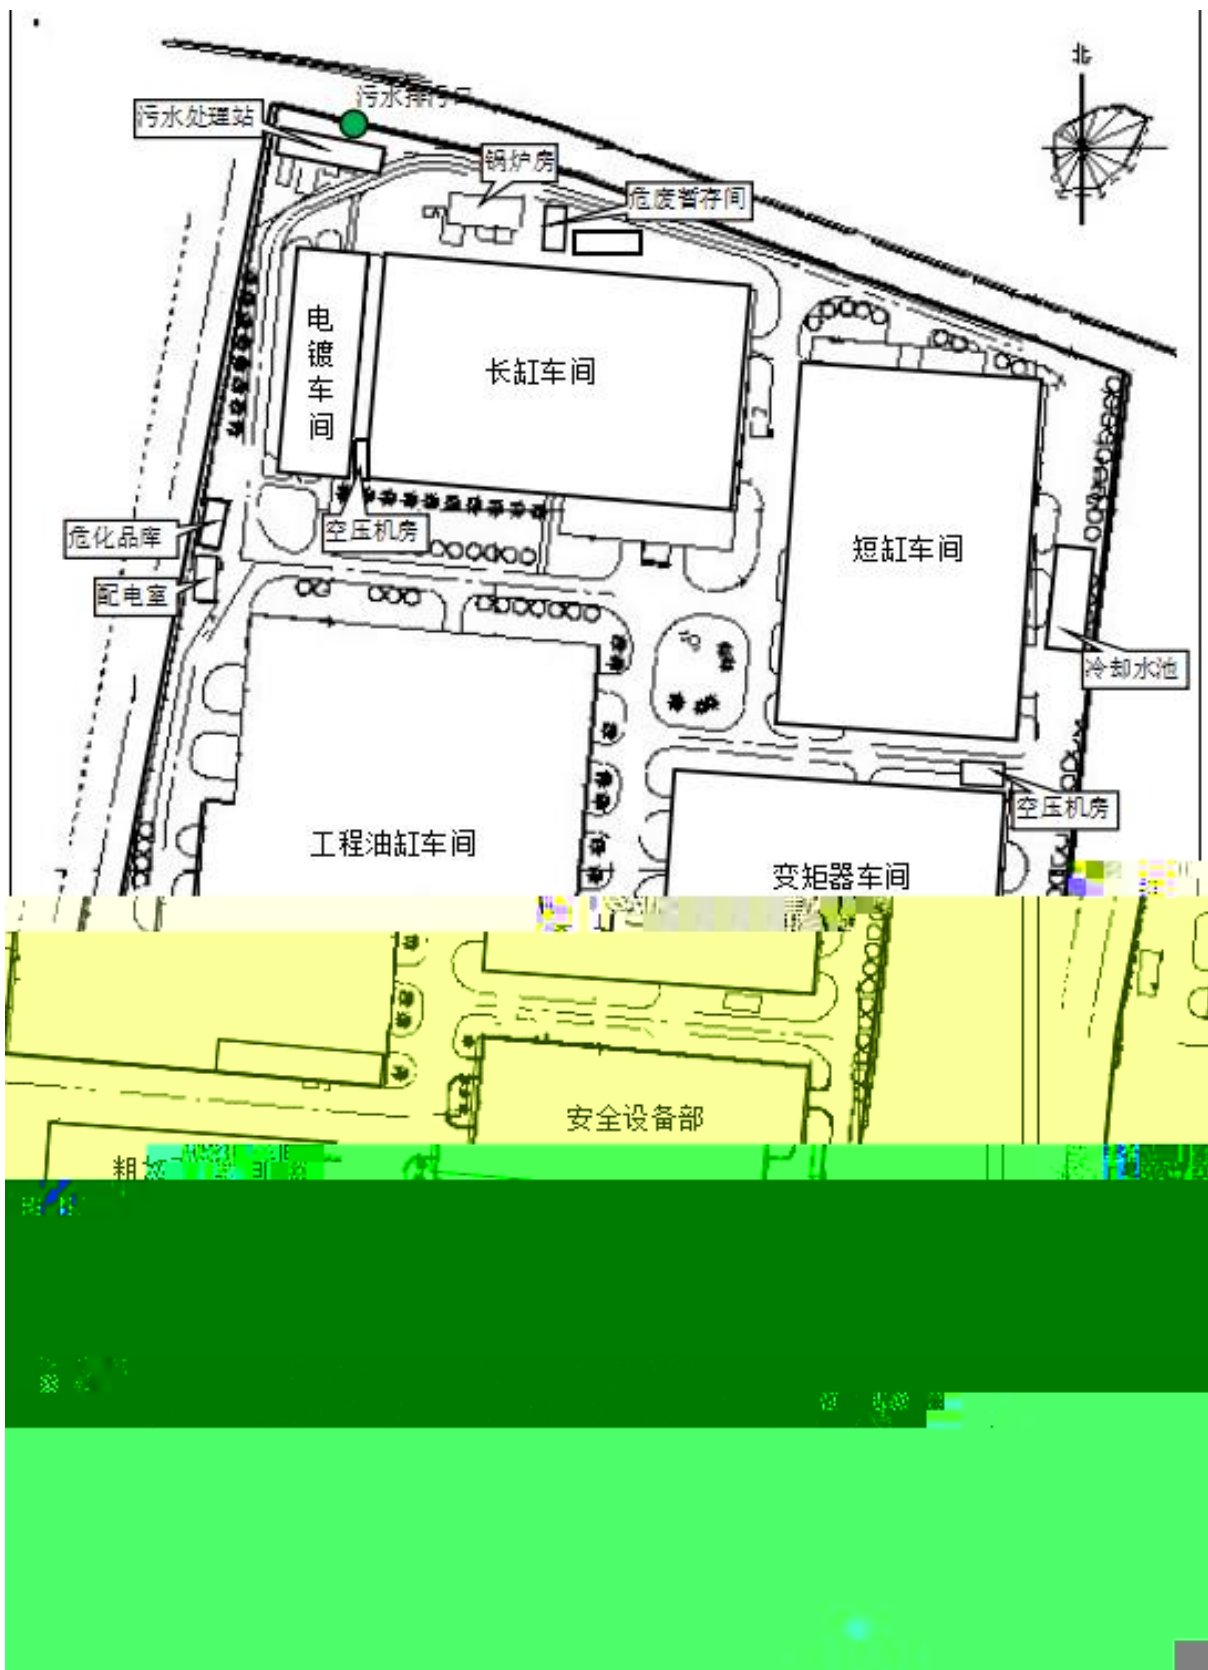 北
污水排污口
污水处理站
锅炉房
危废暂存间
电镀车间
长缸车间
空压机房
危化品库
配电室
短缸车间
冷却水池
空压机房
工程油缸车间
变矩器车间
安全设备部
粗